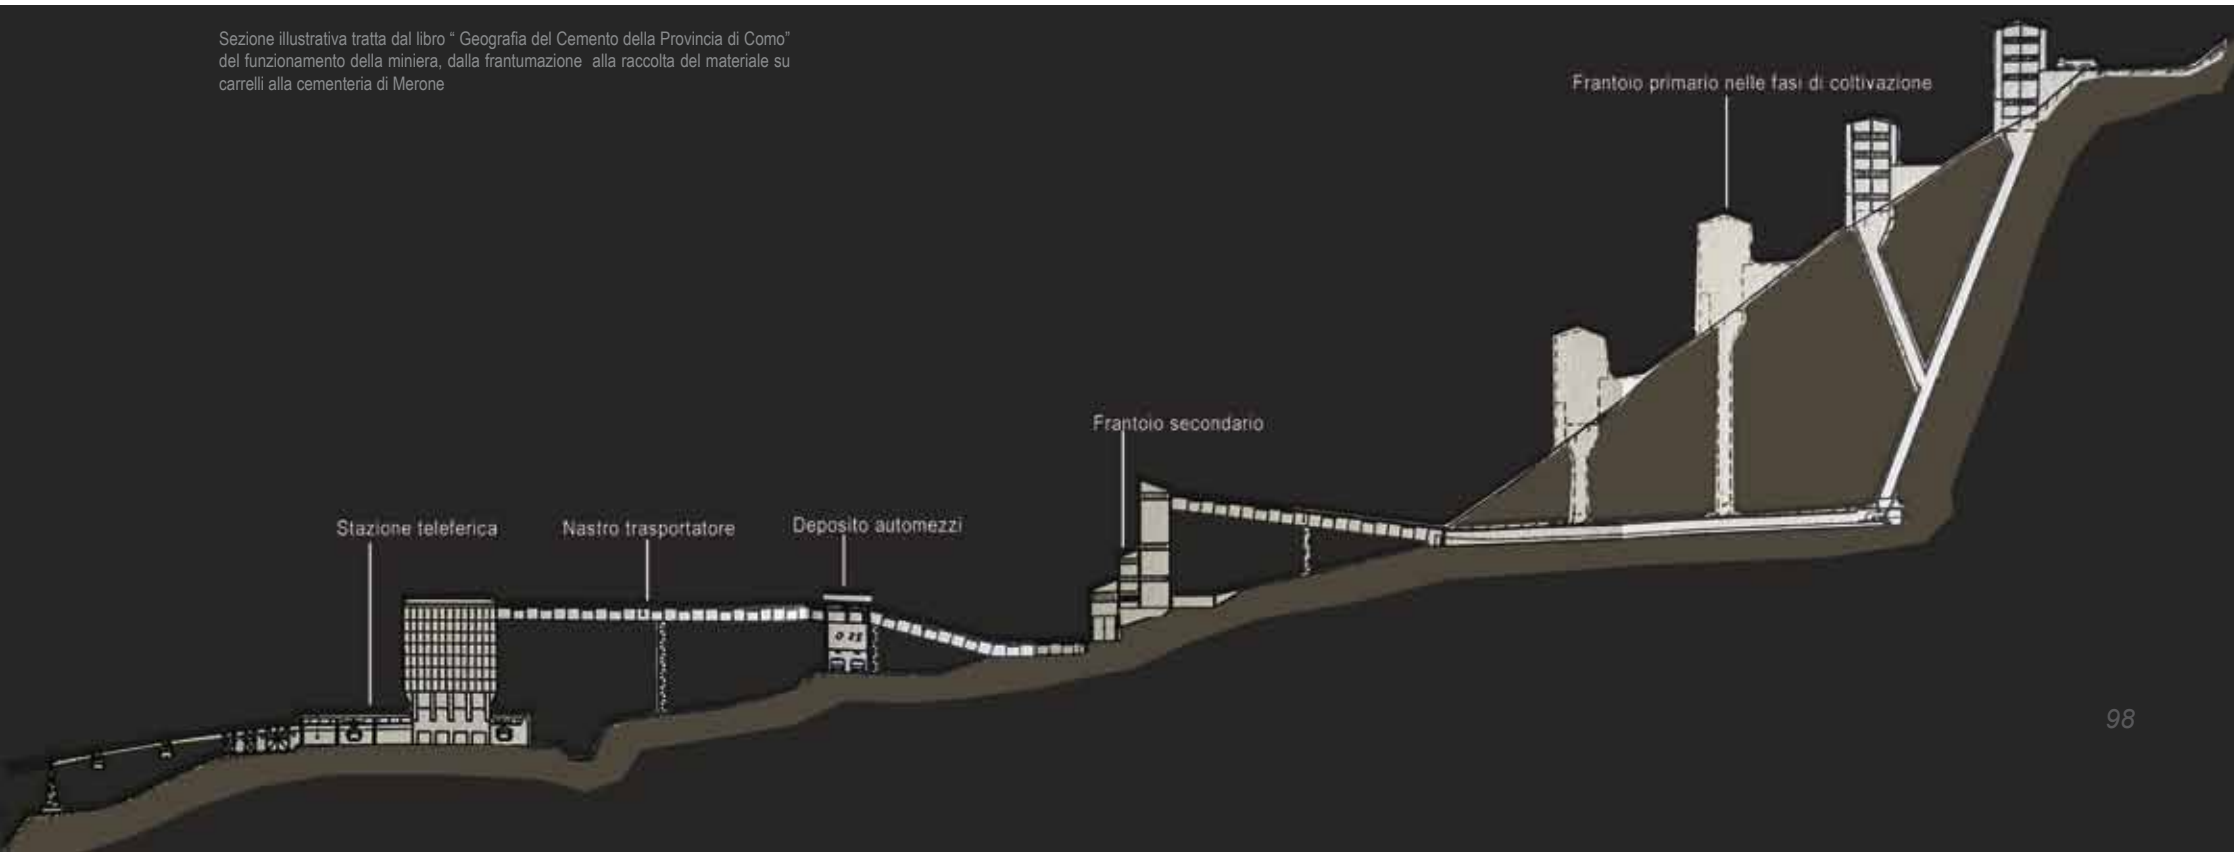 Sezione illustrativa tratta dal libro “ Geografia del Cemento della Provincia di Como”
del funzionamento della miniera, dalla frantumazione alla raccolta del materiale su
carrelli alla cementeria di Merone
Frantoio primario nelle fasi di coltivazione
Frantoio secondario
Stazione teleferica
Nastro trasportatore
Deposito automezzi
98